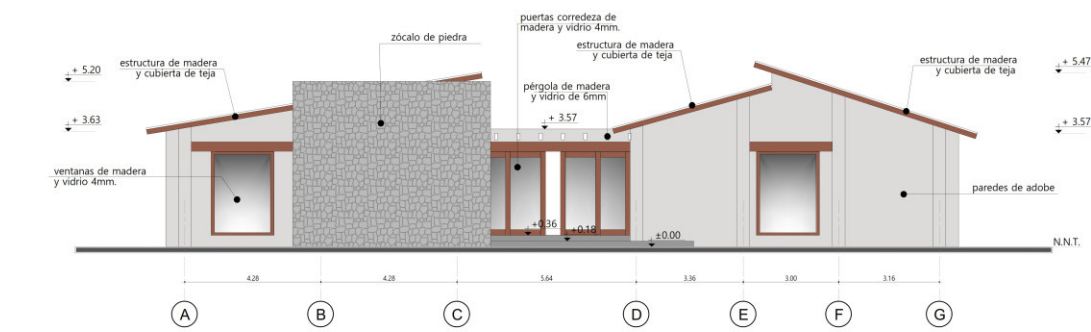 puertas corredeza de
madera y vidrio 4mm.
zócalo de piedra
estructura de madera
y cubierta de teja
estructura de madera
y cubierta de teja
estructura de madera
y cubierta de teja
+ 5.20
+ 5.47
pérgola de madera
y vidrio de 6mm
+ 3.63
+ 3.57
+ 3.57
ventanas de madera
y vidrio 4mm.
paredes de adobe
+0.36
+0.18
±0.00
N.N.T.
4.28
4.28
5.64
3.36
3.00
3.16
A
B
C
D
E
F
G